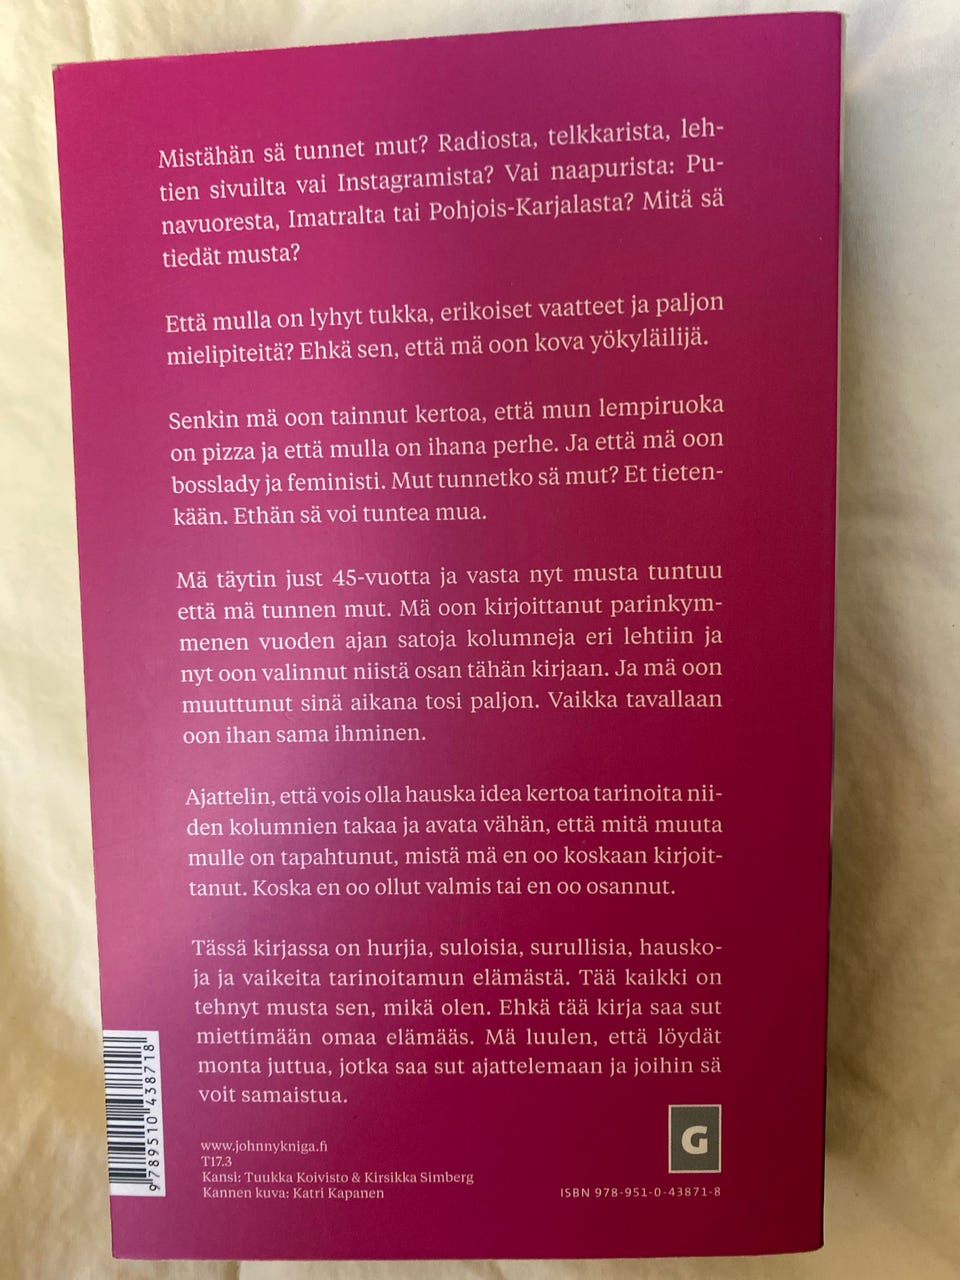 Mistähän sä tunnet mut? Radiosta, telkkarista, leh-
tien sivuilta vai Instagramista? Vai naapurista: Pu-
navuoresta, Imatralta tai Pohjois-Karjalasta? Mitä sä
tiedät musta?
Että mulla on lyhyt tukka, erikoiset vaatteet ja paljon
mielipiteitä? Ehkä sen, että mä oon kova yökyläilijä.
Senkin mä oon tainnut kertoa, että mun lempiruoka
on pizza ja että mulla on ihana perhe. Ja että mä oon
bosslady ja feministi. Mut tunnetko sä mut? Et tieten-
kään. Ethän sä voi tuntea mua.
Mä täytin just 45-vuotta ja vasta nyt musta tuntuu
että mä tunnen mut. Mä oon kirjoittanut parinkym-
menen vuoden ajan satoja kolumneja eri lehtiin ja
nyt oon valinnut niistä osan tähän kirjaan. Ja mä oon
muuttunut sinä aikana tosi paljon. Vaikka tavallaan
oon ihan sama ihminen.
Ajattelin, että vois olla hauska idea kertoa tarinoita nii-
den kolumnien takaa ja avata vähän, että mitä muuta
mulle on tapahtunut, mistä mä en oo koskaan kirjoit-
tanut. Koska en oo ollut valmis tai en oo osannut.
Tässä kirjassa on hurjia, suloisia, surullisia, hausko-
ja ja vaikeita tarinoitamun elämästä. Tää kaikki on
tehnyt musta sen, mikä olen. Ehkä tää kirja saa sut
miettimään omaa elämääs. Mä luulen, että löydät
monta juttua, jotka saa sut ajattelemaan ja joihin sä
voit samaistua.
www.johnnykniga.fi
T17.3
Kansi: Tuukka Koivisto & Kirsikka Simberg
Kannen kuva: Katri Kapanen
G
ISBN 978-951-0-43871-8
9789510438718